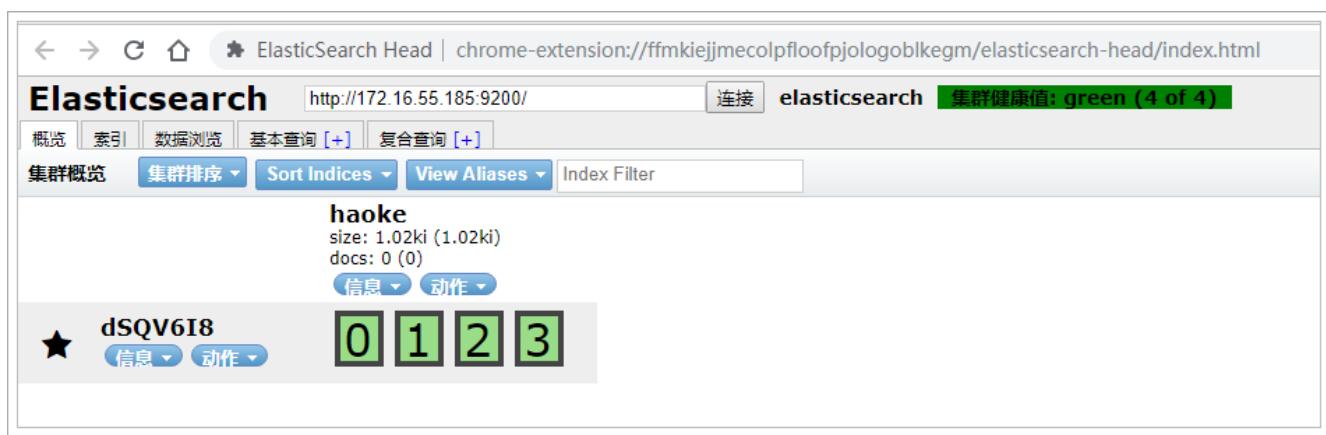 ElasticSearch Head | chrome-extension://ffmkiejjmecolpfloofpjologoblkegm/elasticsearch-head/index.html
Elasticsearch http://172.16.55.185:9200/ 连接 elasticsearch 集群健康值: green (4 of 4)
概览 索引 数据浏览 基本查询 [+] 复合查询 [+]
集群概览 集群排序 Sort Indices View Aliases Index Filter
haoke
size: 1.02ki (1.02ki)
docs: 0 (0)
信息 动作
dSQV6I8 0 1 2 3
信息 动作